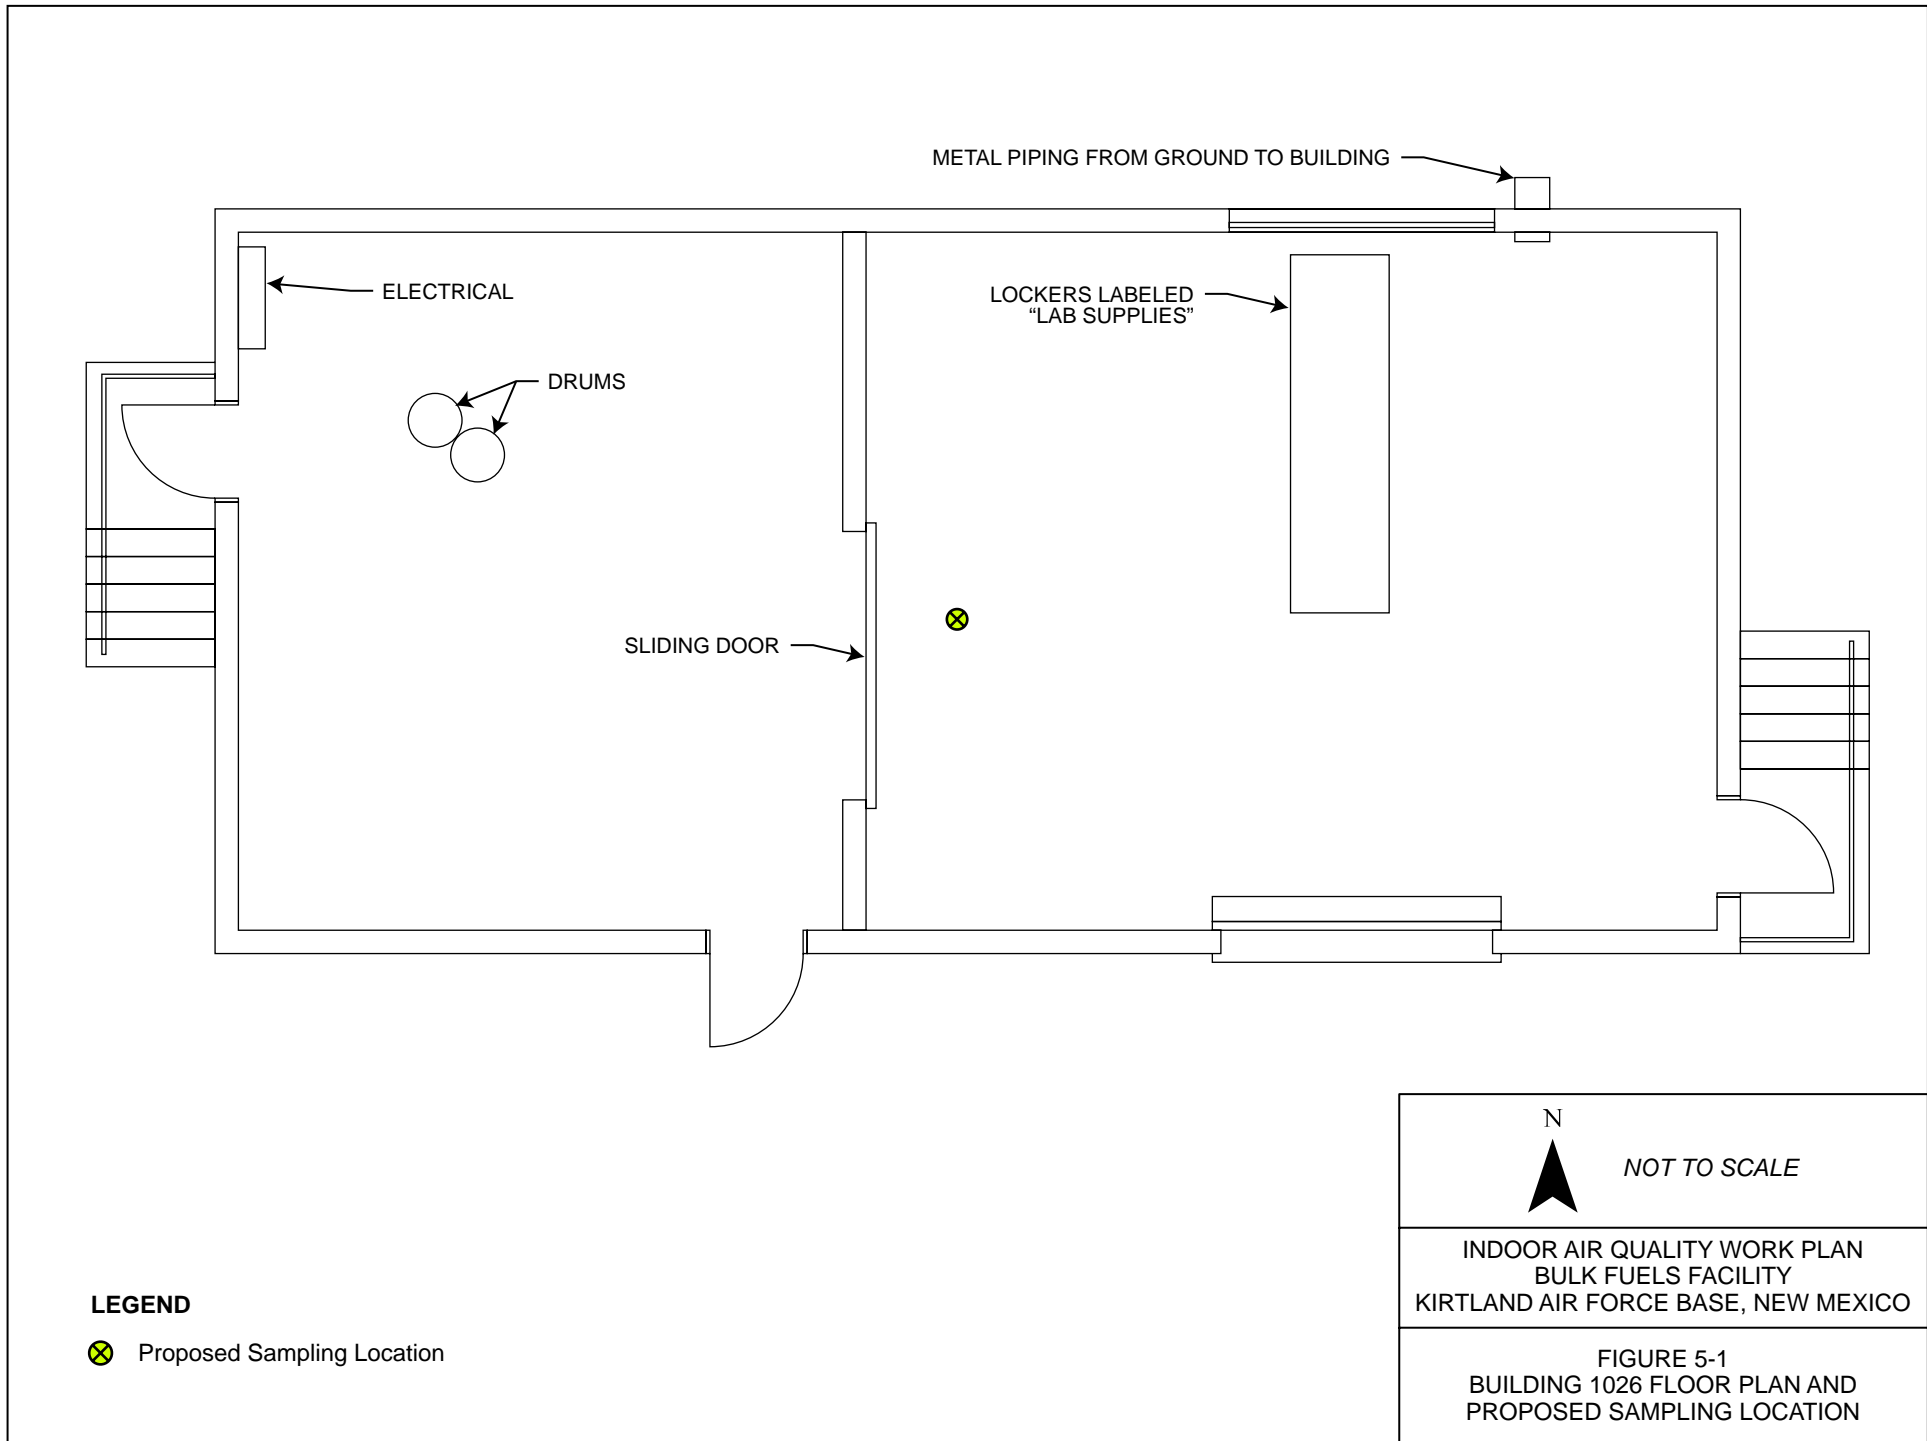 METAL PIPING FROM GROUND TO BUILDING
ELECTRICAL
LOCKERS LABELED
“LAB SUPPLIES”
DRUMS
SLIDING DOOR
N
NOT TO SCALE
INDOOR AIR QUALITY WORK PLAN
BULK FUELS FACILITY
KIRTLAND AIR FORCE BASE, NEW MEXICO
LEGEND
Proposed Sampling Location
FIGURE 5-1
BUILDING 1026 FLOOR PLAN AND
PROPOSED SAMPLING LOCATION